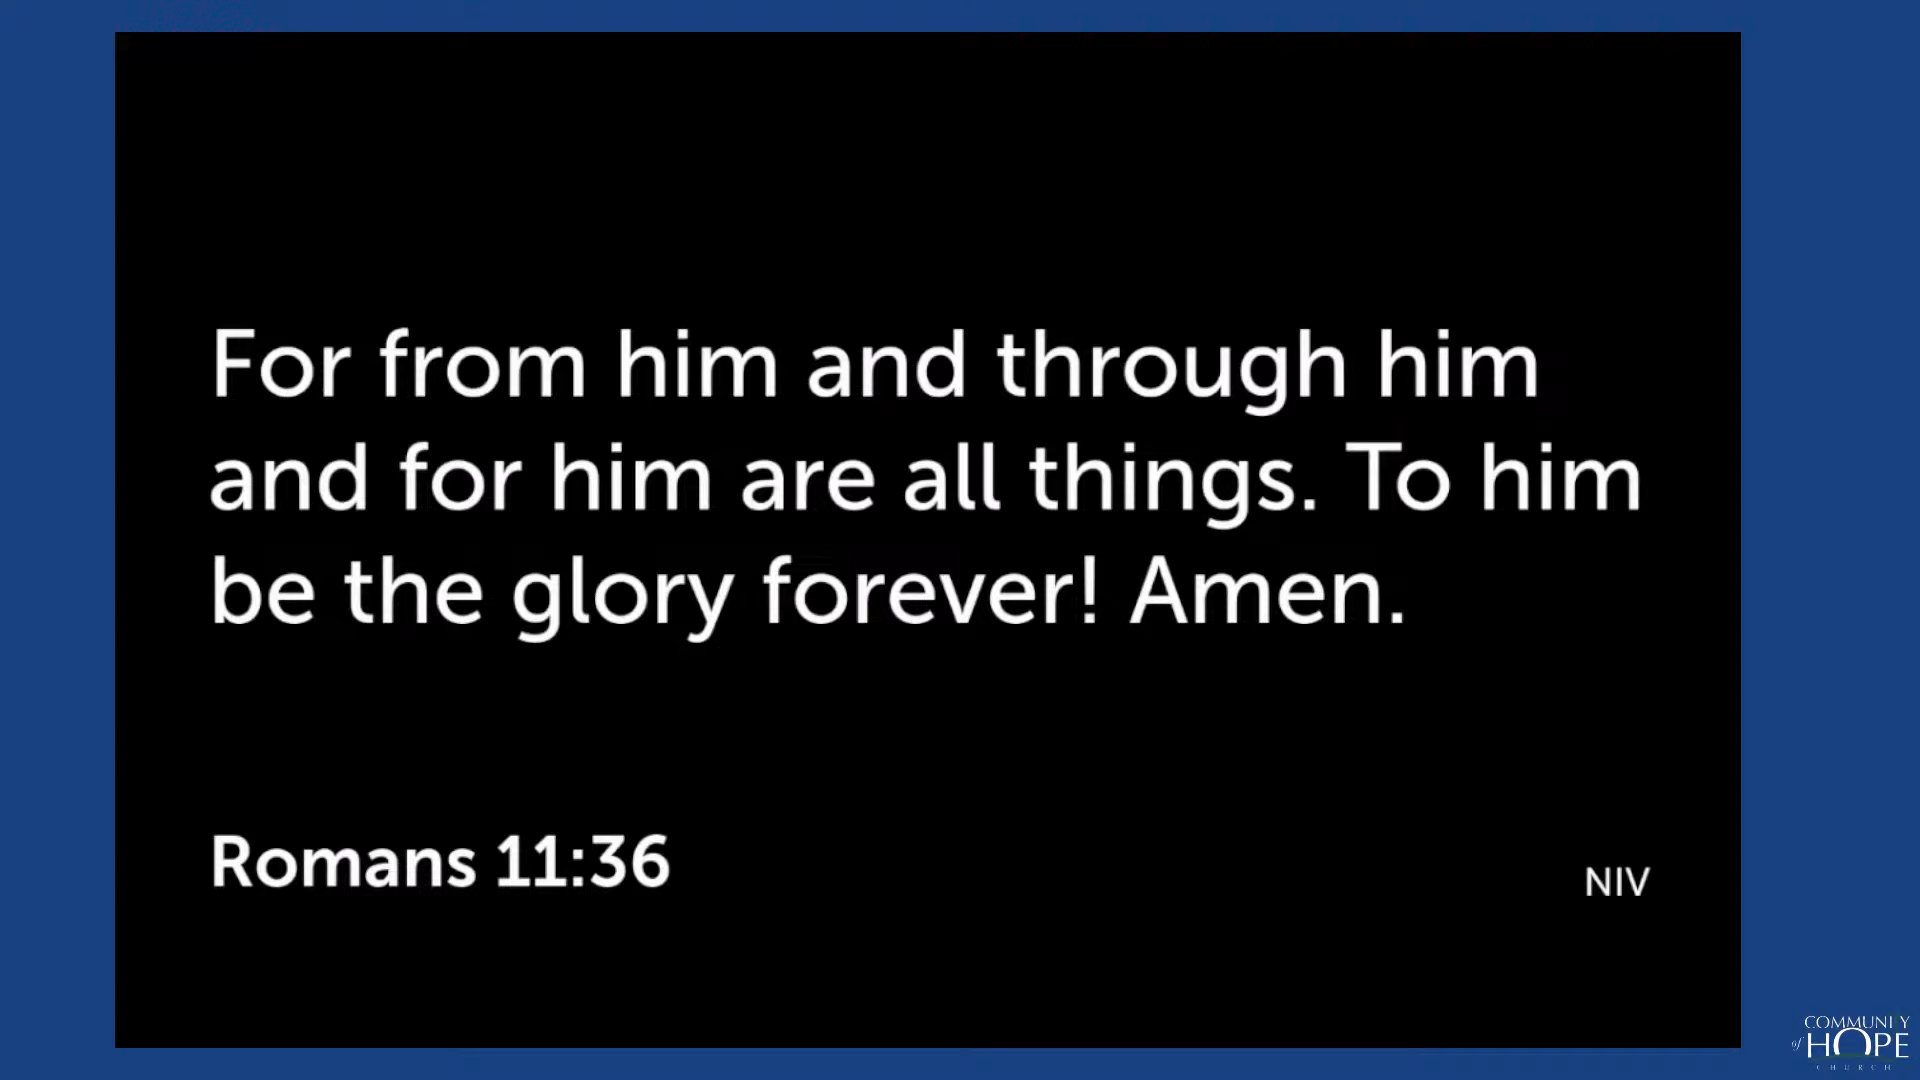 For from him and through him
and for him are all things. To him
be the glory forever! Amen.
Romans 11:36
NIV
COMMUNITY
of HOPE
CHURCH